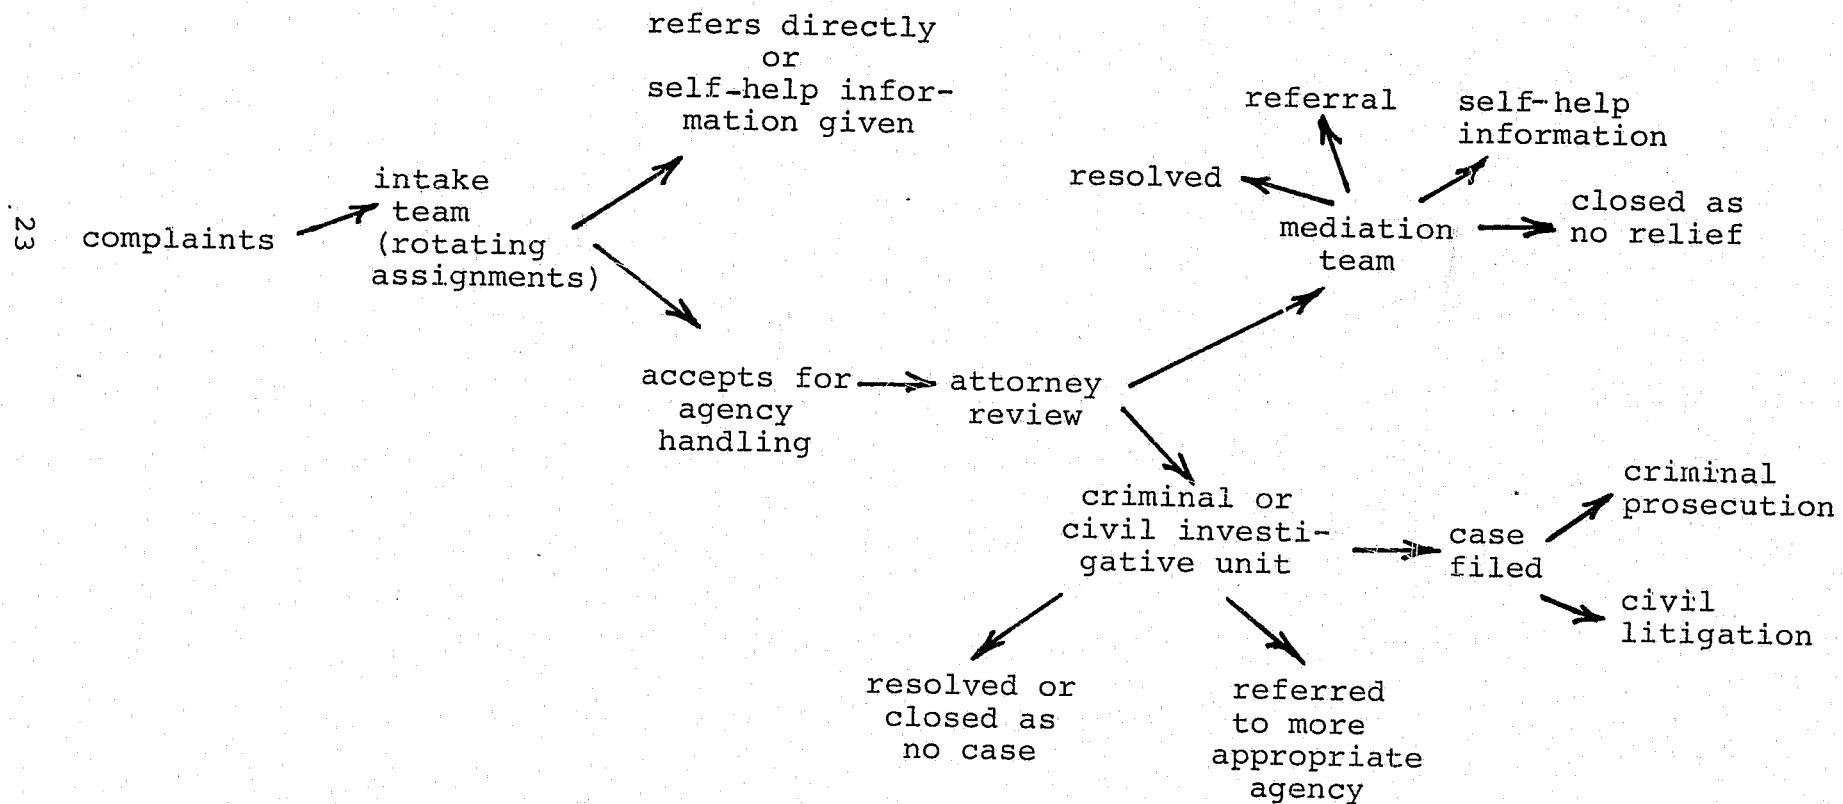 refers directly
or
self-help infor-
mation given
referral
self-help
information
resolved
closed as
no relief
mediation
team
intake
team
(rotating
assignments)
complaints
23
accepts for
agency
handling
attorney
review
criminal or
civil investi-
gative unit
case
filed
criminal
prosecution
civil
litigation
resolved or
closed as
no case
referred
to more
appropriate
agency